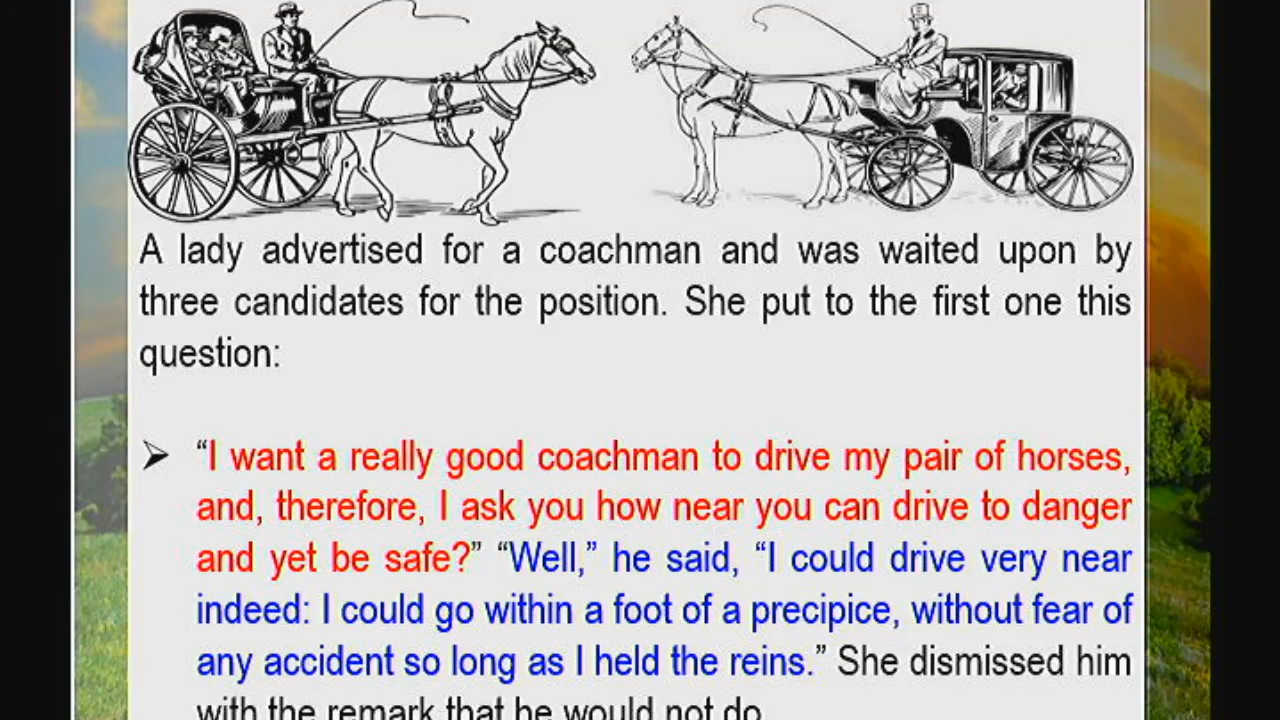 A lady advertised for a coachman and was waited upon by
three candidates for the position. She put to the first one this
question:
➢ “I want a really good coachman to drive my pair of horses,
and, therefore, I ask you how near you can drive to danger
and yet be safe?” “Well,” he said, “I could drive very near
indeed: I could go within a foot of a precipice, without fear of
any accident so long as I held the reins.” She dismissed him
with the remark that he would not do.